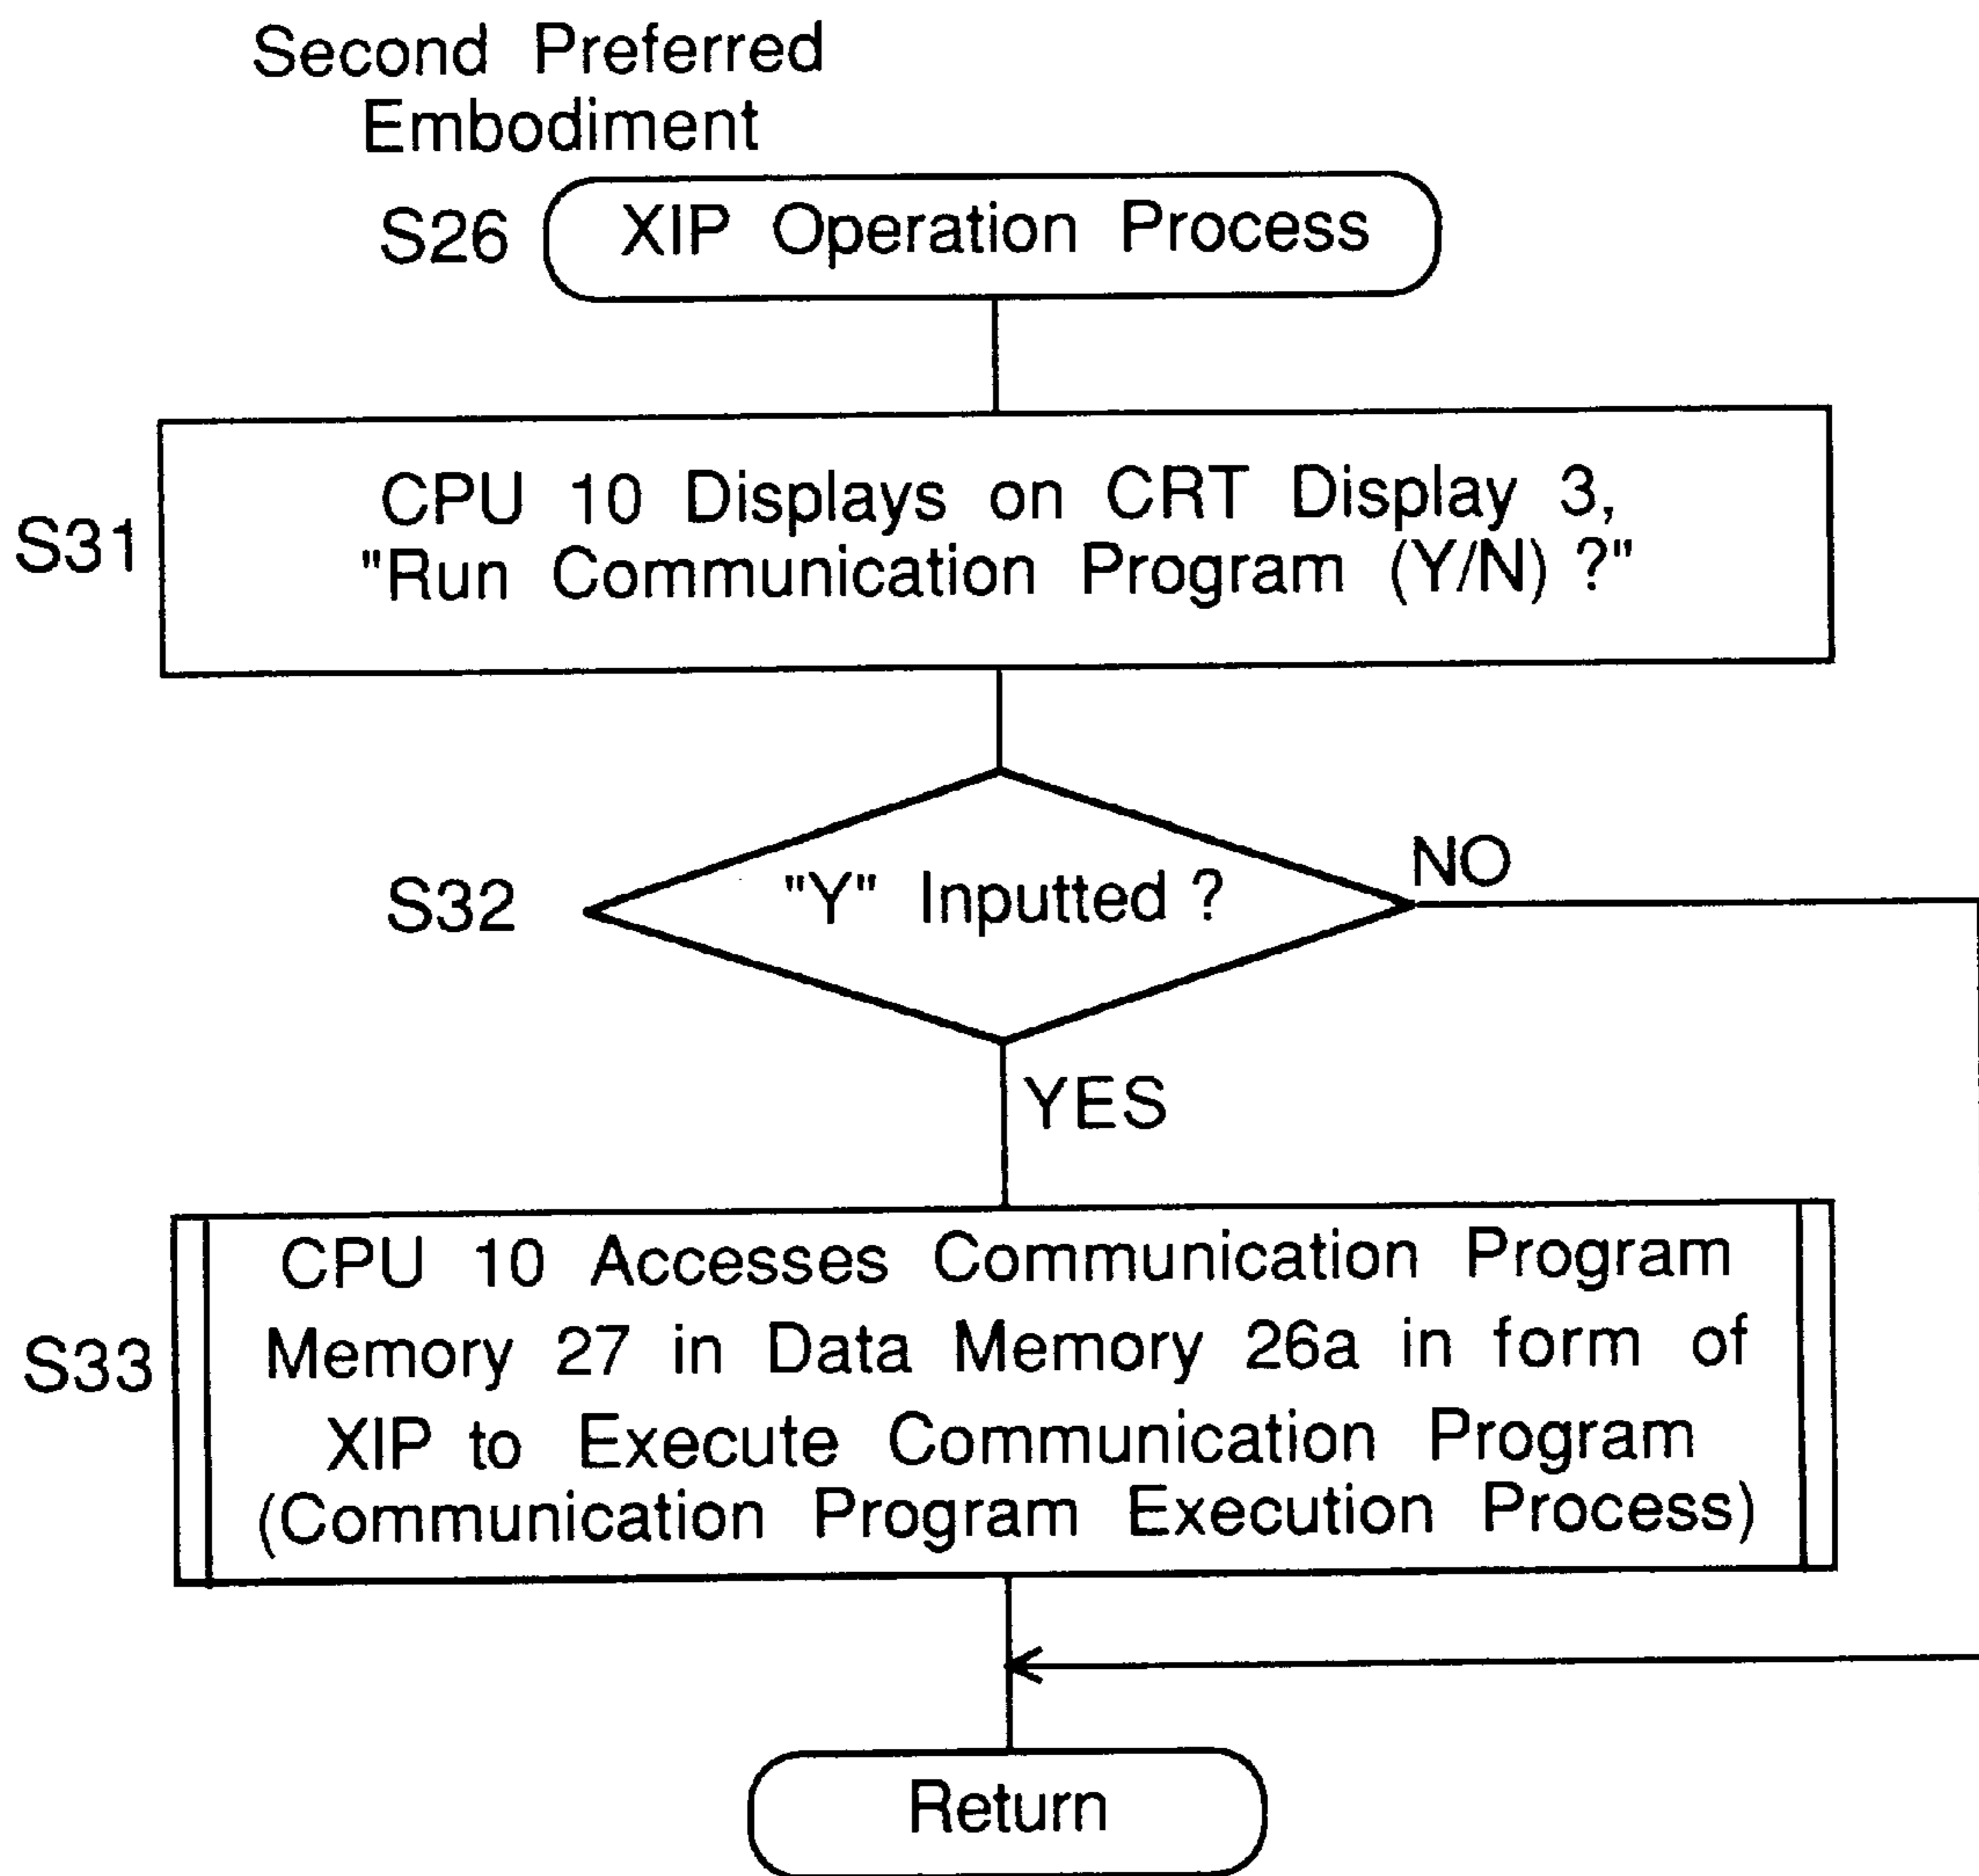 Second Preferred
Embodiment
S26 XIP Operation Process
S31
CPU 10 Displays on CRT Display 3,
"Run Communication Program (Y/N) ?"
S32
"Y" Inputted ?
NO
YES
S33
CPU 10 Accesses Communication Program
Memory 27 in Data Memory 26a in form of
XIP to Execute Communication Program
(Communication Program Execution Process)
Return